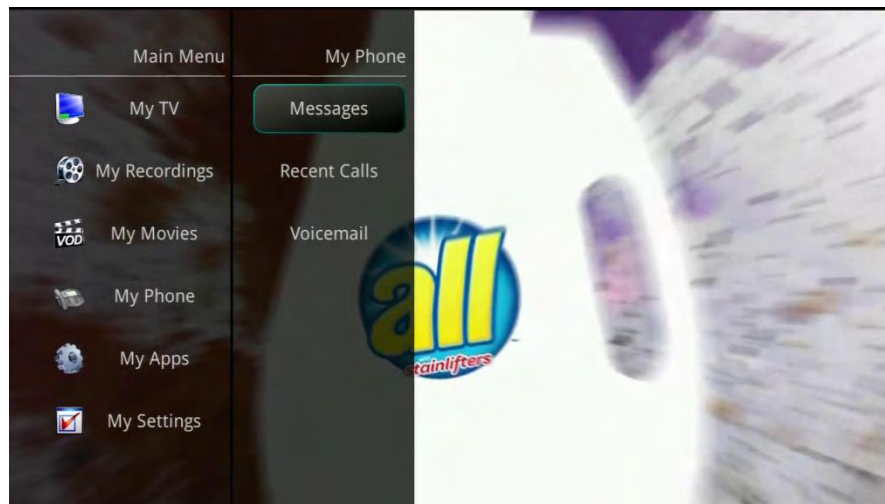 Main Menu
My TV
My Recordings
VOD
My Movies
My Phone
My Apps
My Settings
My Phone
Messages
Recent Calls
Voicemail
all
stainlifters